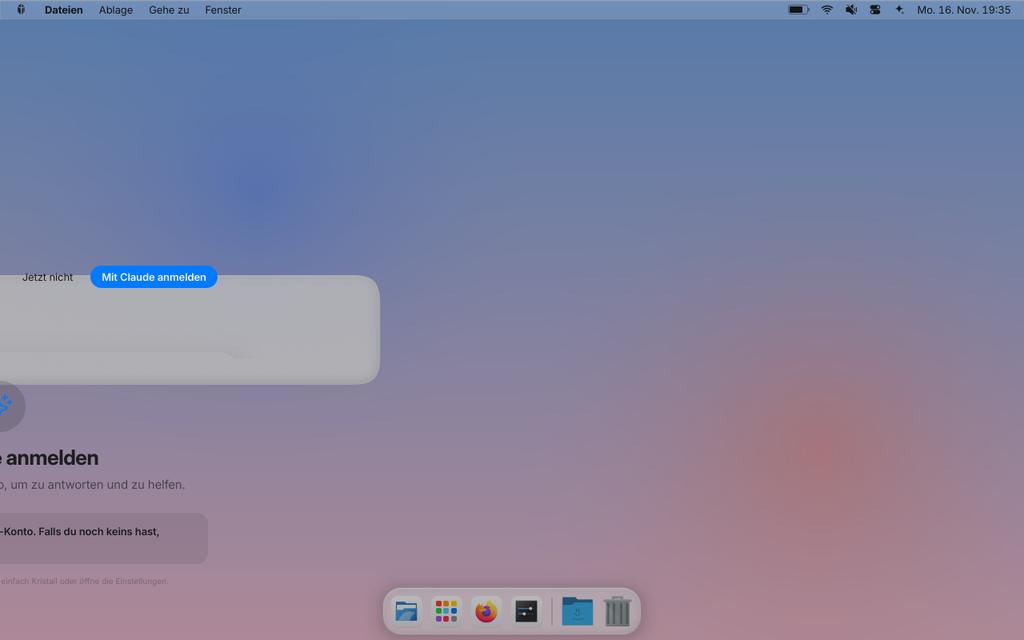 Dateien Ablage Gehe zu Fenster Mo. 16. Nov. 19:35
Jetzt nicht Mit Claude anmelden
anmelden
um zu antworten und zu helfen.
-Konto. Falls du noch keins hast,
einfach Kristall oder öffne die Einstellungen.